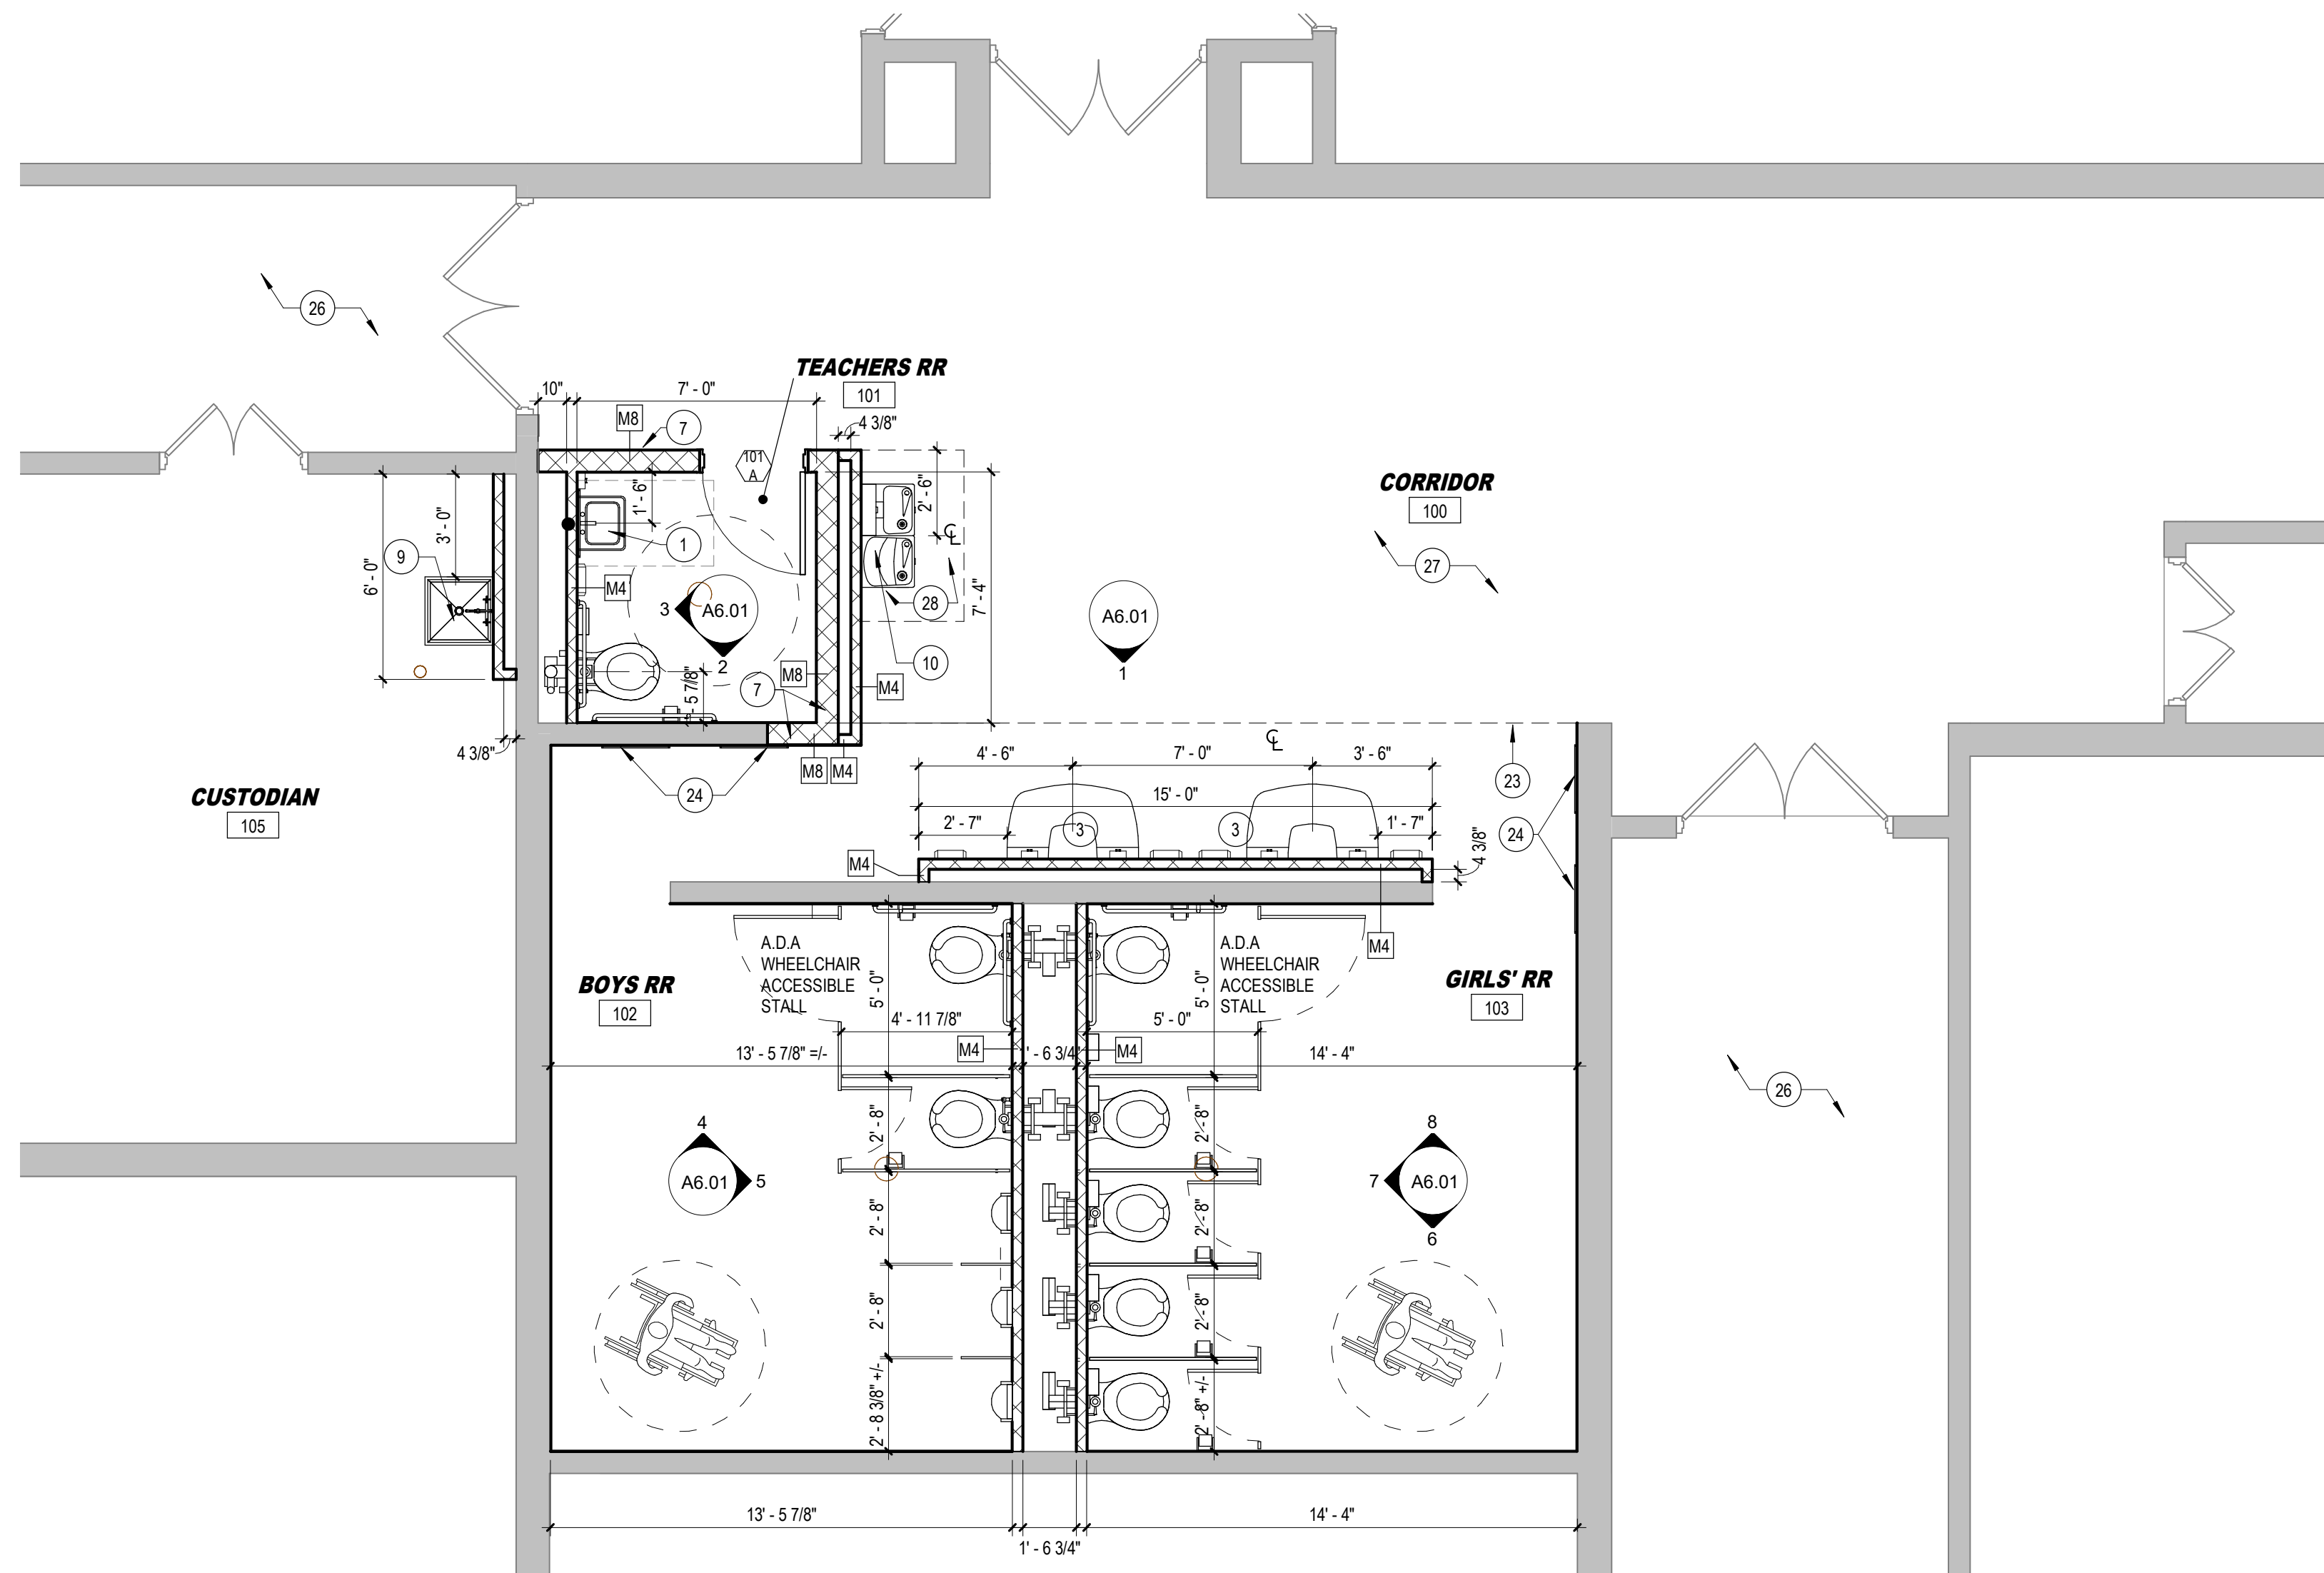 26
TEACHERS RR
101
10"
7' - 0"
M8
7
4 3/8"
101
A
1' - 6"
2' - 6"
CL
CORRIDOR
100
27
3' - 0"
6' - 0"
9
1
M4
3
A6.01
2
28
7' - 4"
A6.01
1
10
M8
7
M4
- 5 7/8"
4 3/8"
M8
M4
24
CL
23
4' - 6"
7' - 0"
3' - 6"
15' - 0"
2' - 7"
3
3
1' - 7"
4 3/8"
24
CUSTODIAN
105
M4
M4
A.D.A
WHEELCHAIR
ACCESSIBLE
STALL
5' - 0"
A.D.A
WHEELCHAIR
ACCESSIBLE
STALL
5' - 0"
BOYS RR
102
GIRLS' RR
103
4' - 11 7/8"
5' - 0"
M4
M4
13' - 5 7/8" =/-
' - 6 3/4"
14' - 4"
26
2' - 8"
2' - 8"
4
A6.01
5
8
7
A6.01
6
2' - 8"
2' - 8"
2' - 8"
2' - 8"
2' - 8 3/8" +/-
2' - 8" +/-
13' - 5 7/8"
14' - 4"
1' - 6 3/4"